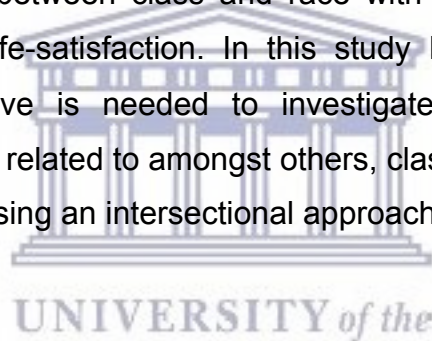 between class and race with
fe-satisfaction. In this study
ve is needed to investigate
related to amongst others, clas
sing an intersectional approach
UNIVERSITY of the